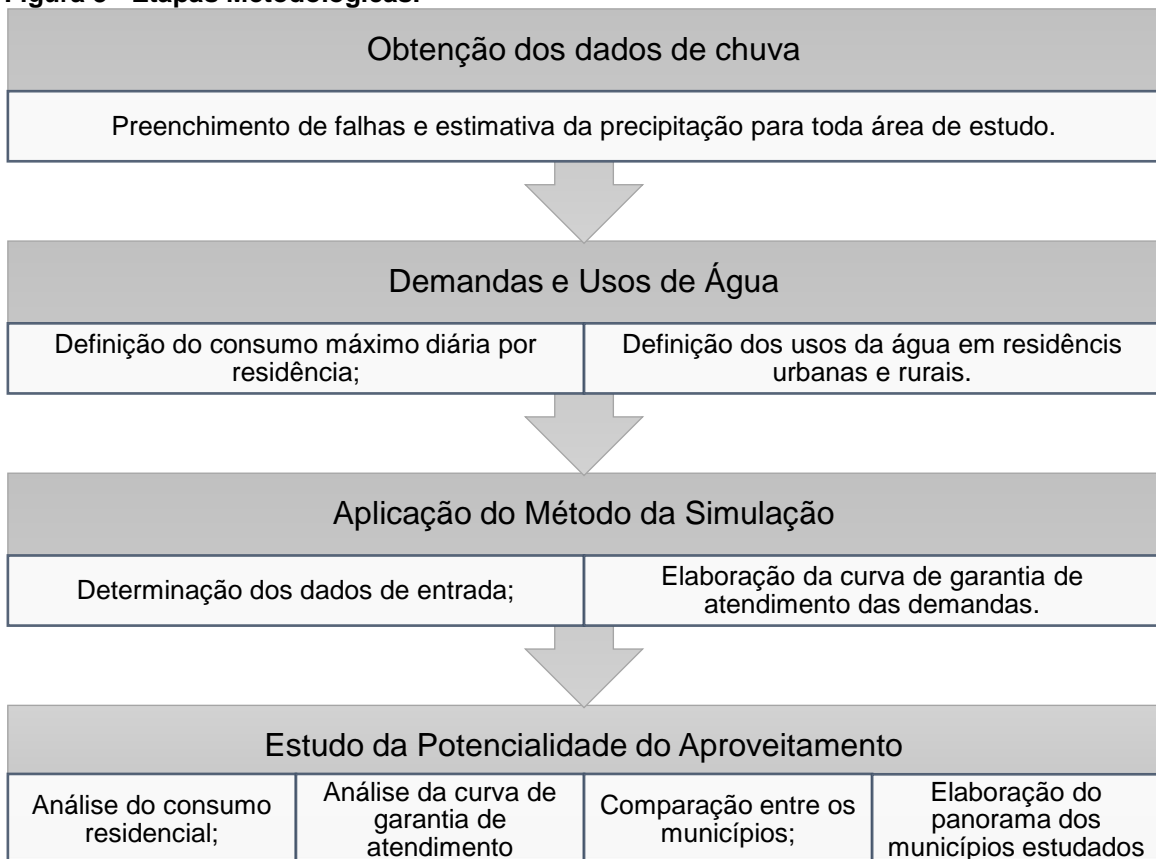 Figura 3 - Etapas Metodológicas.
Obtenção dos dados de chuva
Preenchimento de falhas e estimativa da precipitação para toda área de estudo.
Demandas e Usos de Água
Definição do consumo máximo diária por
residência;
Definição dos usos da água em residêncis
urbanas e rurais.
Aplicação do Método da Simulação
Determinação dos dados de entrada;
Elaboração da curva de garantia de
atendimento das demandas.
Estudo da Potencialidade do Aproveitamento
Análise do consumo
residencial;
Análise da curva de
garantia de
atendimento
Comparação entre os
municípios;
Elaboração do
panorama dos
municípios estudados